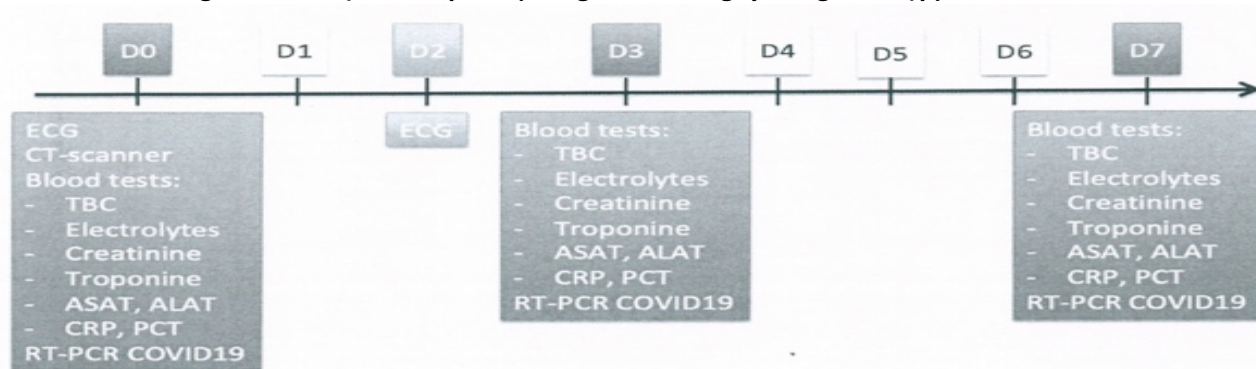 D0 D1 D2 D3 D4 D5 D6 D7
ECG
CT-scanner
Blood tests:
- TBC
- Electrolytes
- Creatinine
- Troponine
- ASAT, ALAT
- CRP, PCT
RT-PCR COVID19
ECG
Blood tests:
- TBC
- Electrolytes
- Creatinine
- Troponine
- ASAT, ALAT
- CRP, PCT
RT-PCR COVID19
Blood tests:
- TBC
- Electrolytes
- Creatinine
- Troponine
- ASAT, ALAT
- CRP, PCT
RT-PCR COVID19